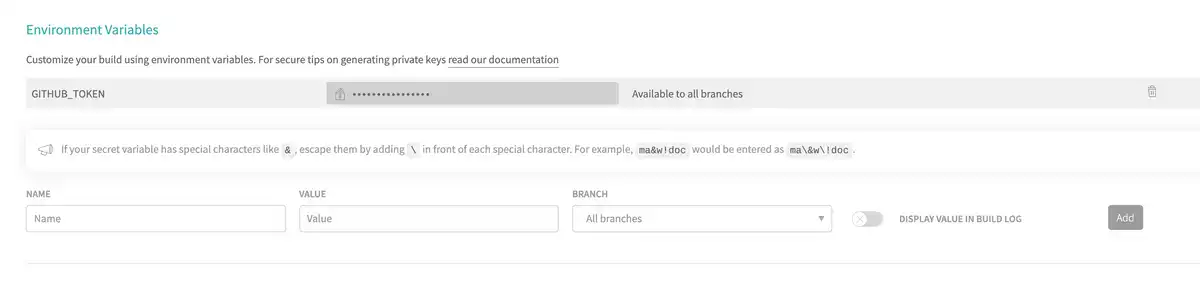 Environment Variables
Customize your build using environment variables. For secure tips on generating private keys read our documentation
GITHUB_TOKEN •••••••••••••••• Available to all branches
If your secret variable has special characters like & , escape them by adding \ in front of each special character. For example, ma&w!doc would be entered as ma\&w\!doc .
NAME VALUE BRANCH
Name Value All branches DISPLAY VALUE IN BUILD LOG Add